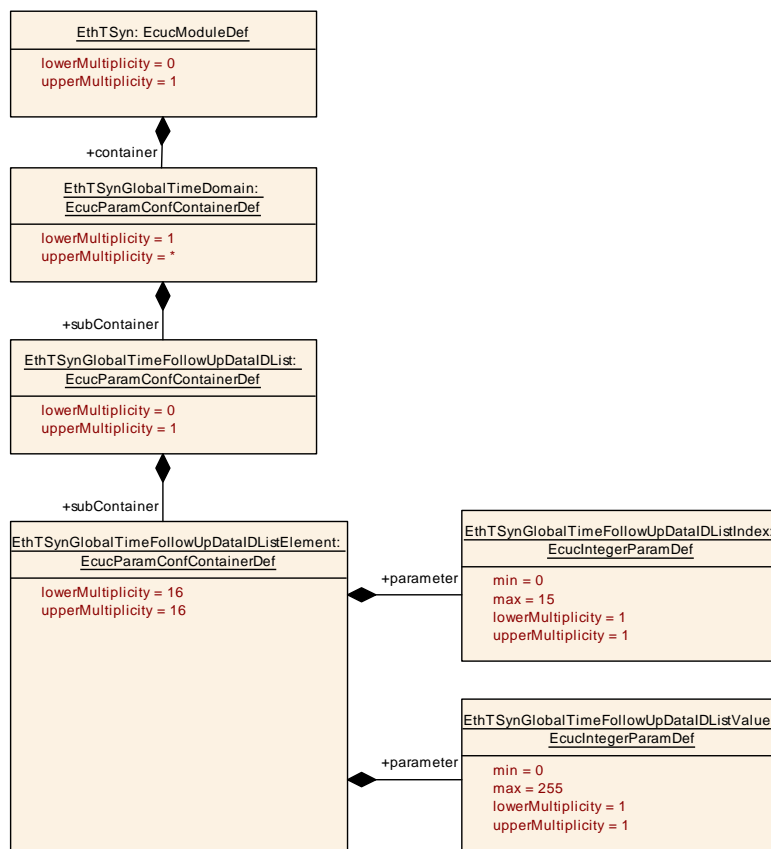 EthTSyn: EcucModuleDef
lowerMultiplicity = 0
upperMultiplicity = 1
+container
EthTSynGlobalTimeDomain:
EcucParamConfContainerDef
lowerMultiplicity = 1
upperMultiplicity = *
+subContainer
EthTSynGlobalTimeFollowUpDataIDList:
EcucParamConfContainerDef
lowerMultiplicity = 0
upperMultiplicity = 1
+subContainer
EthTSynGlobalTimeFollowUpDataIDListElement:
EcucParamConfContainerDef
lowerMultiplicity = 16
upperMultiplicity = 16
+parameter
EthTSynGlobalTimeFollowUpDataIDListIndex:
EcucIntegerParamDef
min = 0
max = 15
lowerMultiplicity = 1
upperMultiplicity = 1
+parameter
EthTSynGlobalTimeFollowUpDataIDListValue
EcucIntegerParamDef
min = 0
max = 255
lowerMultiplicity = 1
upperMultiplicity = 1